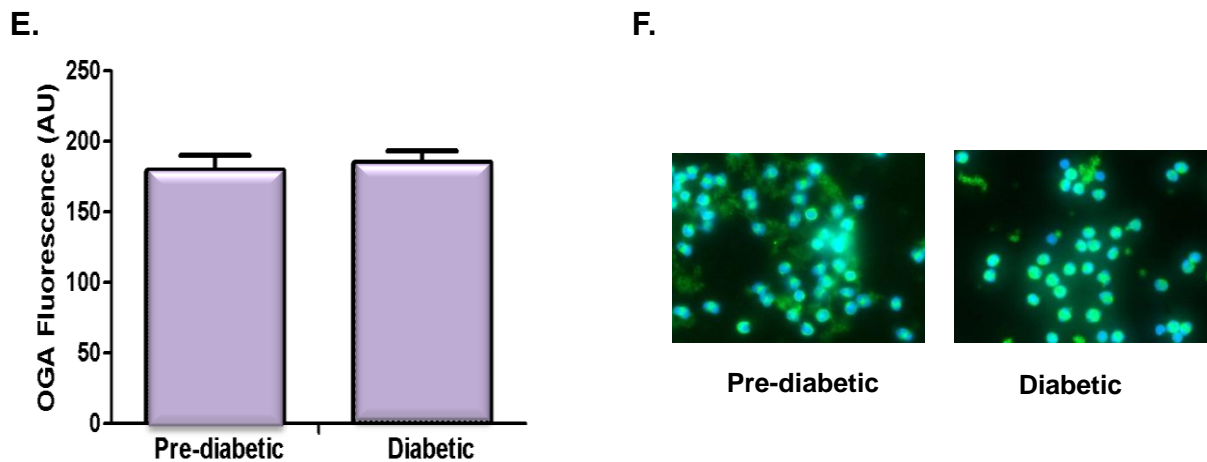 E.
OGA Fluorescence (AU)
250
200
150
100
50
0
Pre-diabetic
Diabetic
F.
Pre-diabetic
Diabetic